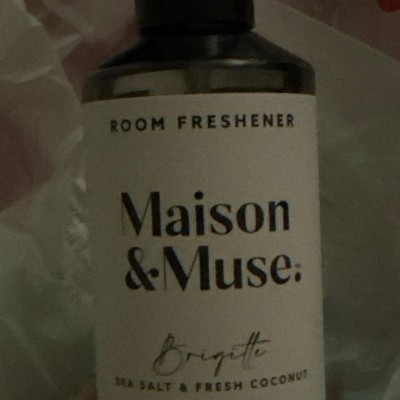 ROOM FRESHENER
Maison
&Muse.
Brigitte
SEA SALT & FRESH COCONUT